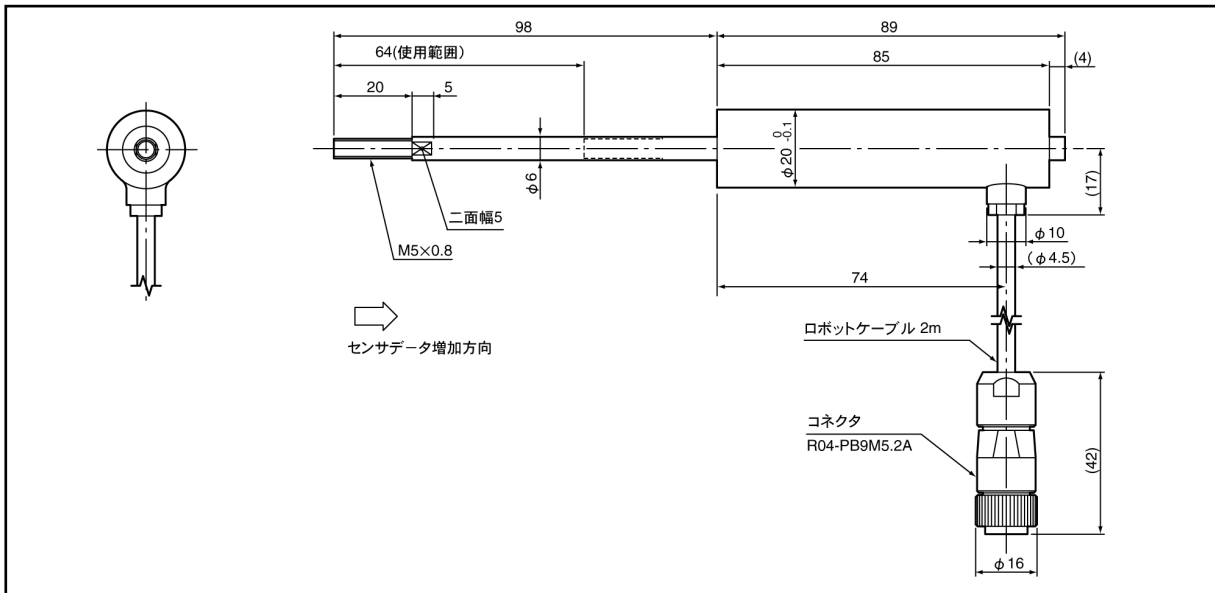 98
89
64(使用範囲)
85
(4)
20
5
φ20 0 -0.1
φ6
(17)
二面幅5
M5×0.8
φ10
(φ4.5)
74
センサデータ増加方向
ロボットケーブル 2m
コネクタ
R04-PB9M5.2A
(42)
φ16